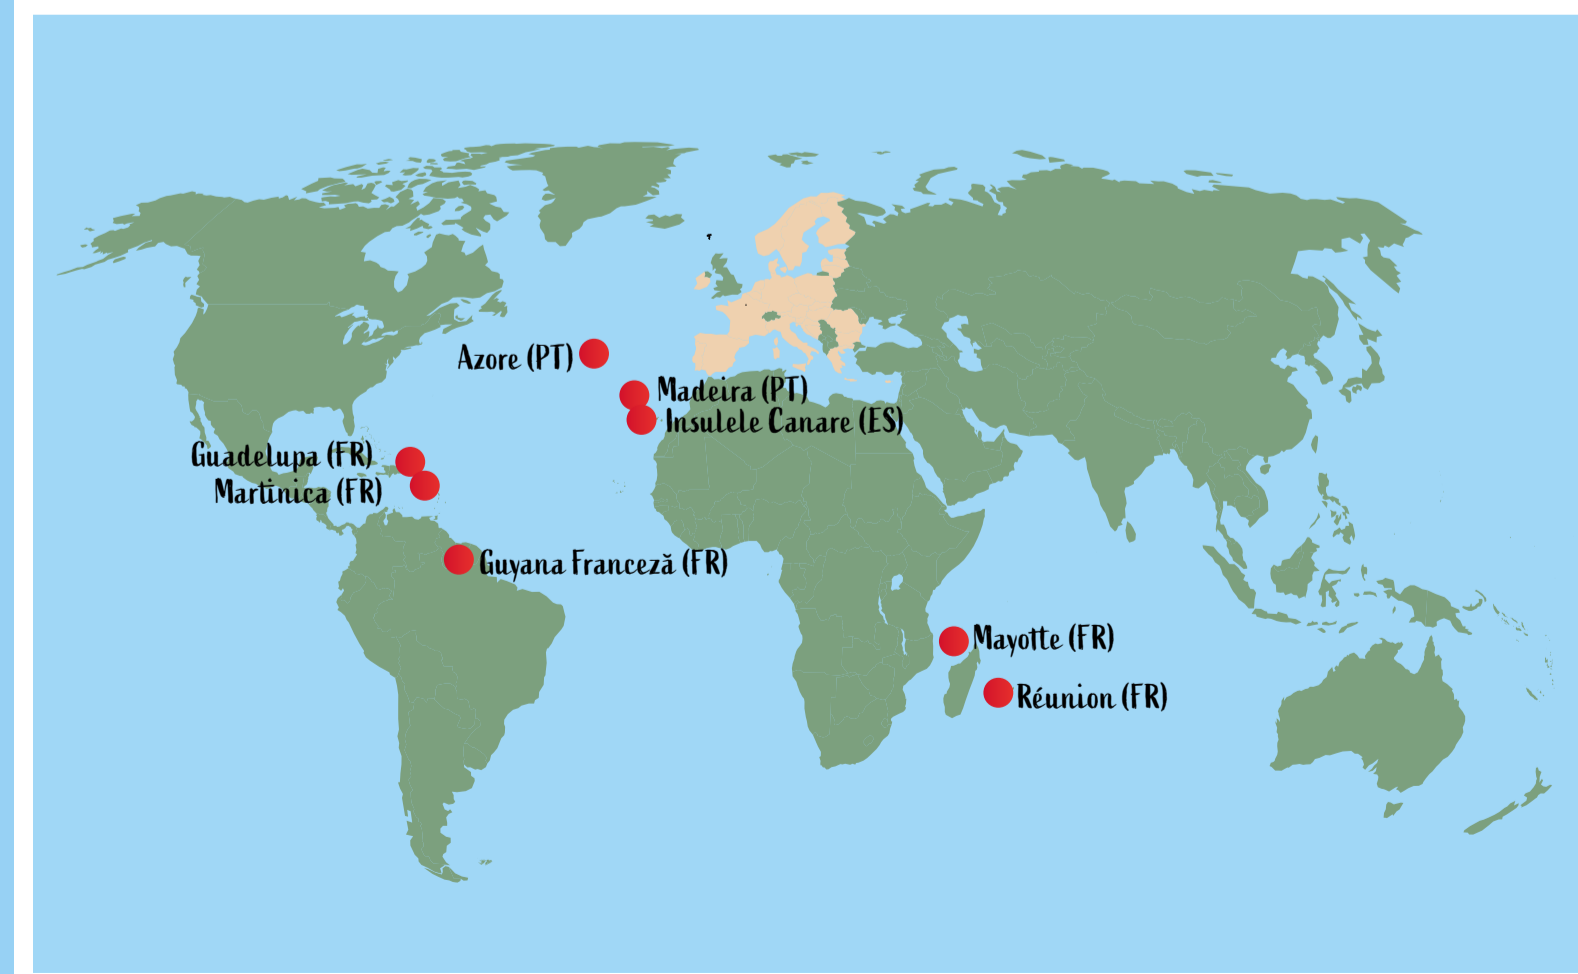 Azore (PT)
Madeira (PT)
Insulele Canare (ES)
Guadelupa (FR)
Martinica (FR)
Guyana Franceză (FR)
Mayotte (FR)
Réunion (FR)